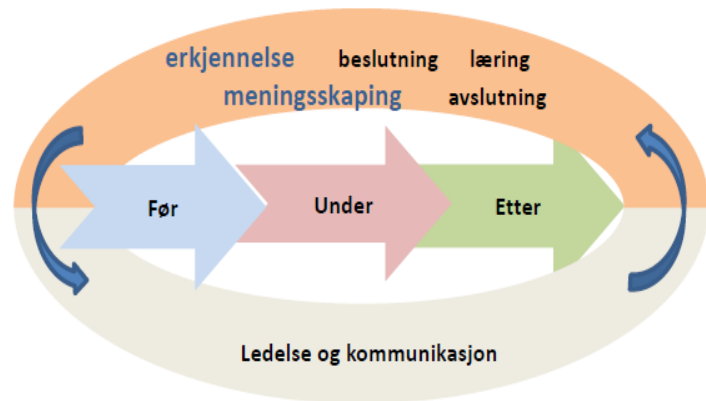 erkjennelse beslutning læring
meningsskaping avslutning
Før Under Etter
Ledelse og kommunikasjon